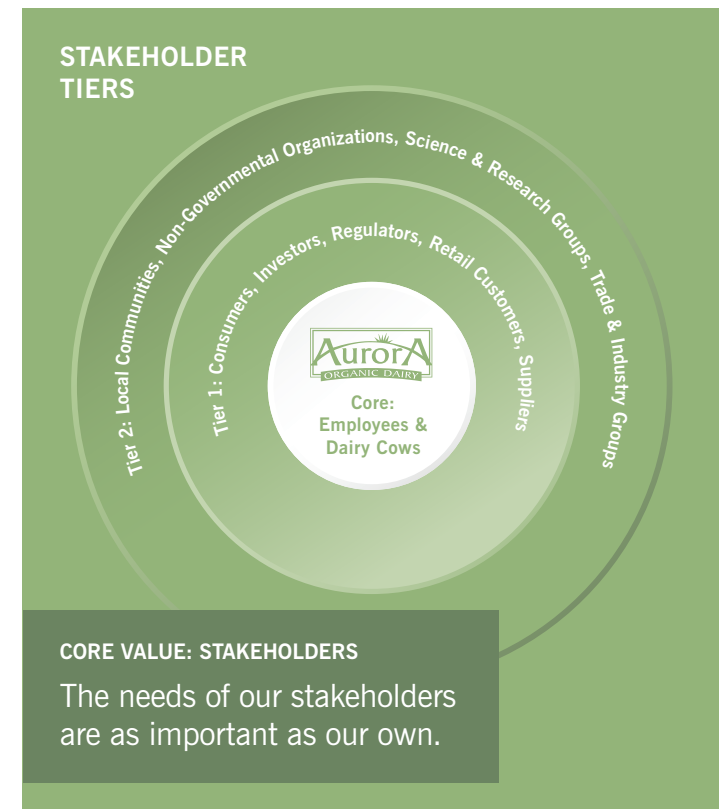 STAKEHOLDER
TIERS
Tier 2: Local Communities, Non-Governmental Organizations, Science & Research Groups, Trade & Industry Groups
Tier 1: Consumers, Investors, Regulators, Retail Customers, Suppliers
AURORA
ORGANIC DAIRY
Core:
Employees &
Dairy Cows
CORE VALUE: STAKEHOLDERS
The needs of our stakeholders
are as important as our own.